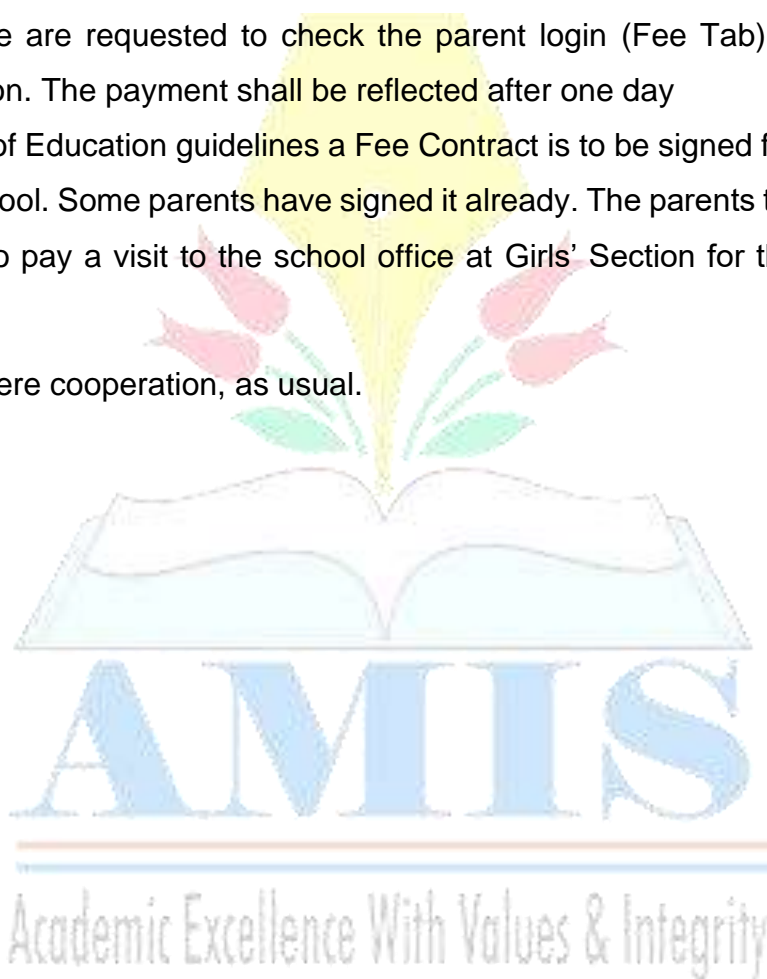 e are requested to check the parent login (Fee Tab)
on. The payment shall be reflected after one day
of Education guidelines a Fee Contract is to be signed f
ool. Some parents have signed it already. The parents t
o pay a visit to the school office at Girls' Section for t
ere cooperation, as usual.
AMIS
Academic Excellence With Values & Integrity